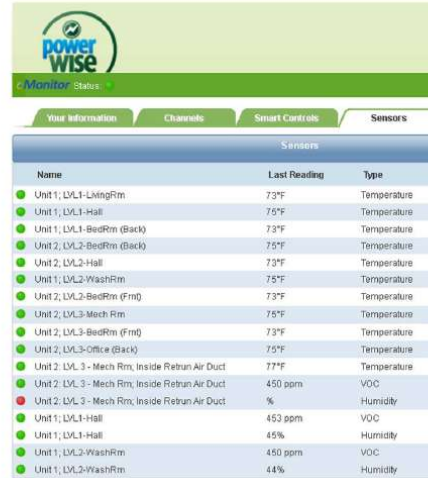 power
wise
eMonitor Status:
Your Information Channels Smart Controls Sensors
Sensors
Name Last Reading Type
Unit 1; LVL1-LivingRm 73°F Temperature
Unit 1; LVL1-Hall 75°F Temperature
Unit 1; LVL1-BedRm (Back) 73°F Temperature
Unit 2; LVL2-BedRm (Back) 75°F Temperature
Unit 2; LVL2-Hall 73°F Temperature
Unit 1; LVL2-WashRm 75°F Temperature
Unit 2; LVL2-BedRm (Frnt) 73°F Temperature
Unit 2; LVL3-Mech Rm 75°F Temperature
Unit 2; LVL3-BedRm (Frnt) 73°F Temperature
Unit 2; LVL3-Office (Back) 75°F Temperature
Unit 2: LVL 3 - Mech Rm; Inside Retrun Air Duct 77°F Temperature
Unit 2: LVL 3 - Mech Rm; Inside Retrun Air Duct 450 ppm VOC
Unit 2: LVL 3 - Mech Rm; Inside Retrun Air Duct % Humidity
Unit 1; LVL1-Hall 453 ppm VOC
Unit 1; LVL1-Hall 45% Humidity
Unit 1; LVL2-WashRm 450 ppm VOC
Unit 1; LVL2-WashRm 44% Humidity